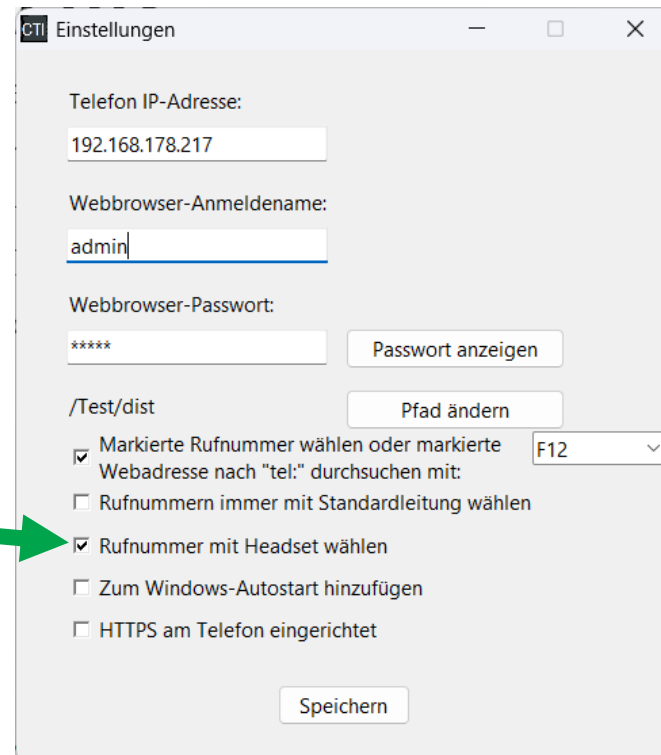 CTI Einstellungen
Telefon IP-Adresse:
192.168.178.217
Webbrowser-Anmeldename:
admin
Webbrowser-Passwort:
*****
Passwort anzeigen
/Test/dist
Pfad ändern
Markierte Rufnummer wählen oder markierte
Webadresse nach "tel:" durchsuchen mit:
F12
Rufnummern immer mit Standardleitung wählen
Rufnummer mit Headset wählen
Zum Windows-Autostart hinzufügen
HTTPS am Telefon eingerichtet
Speichern